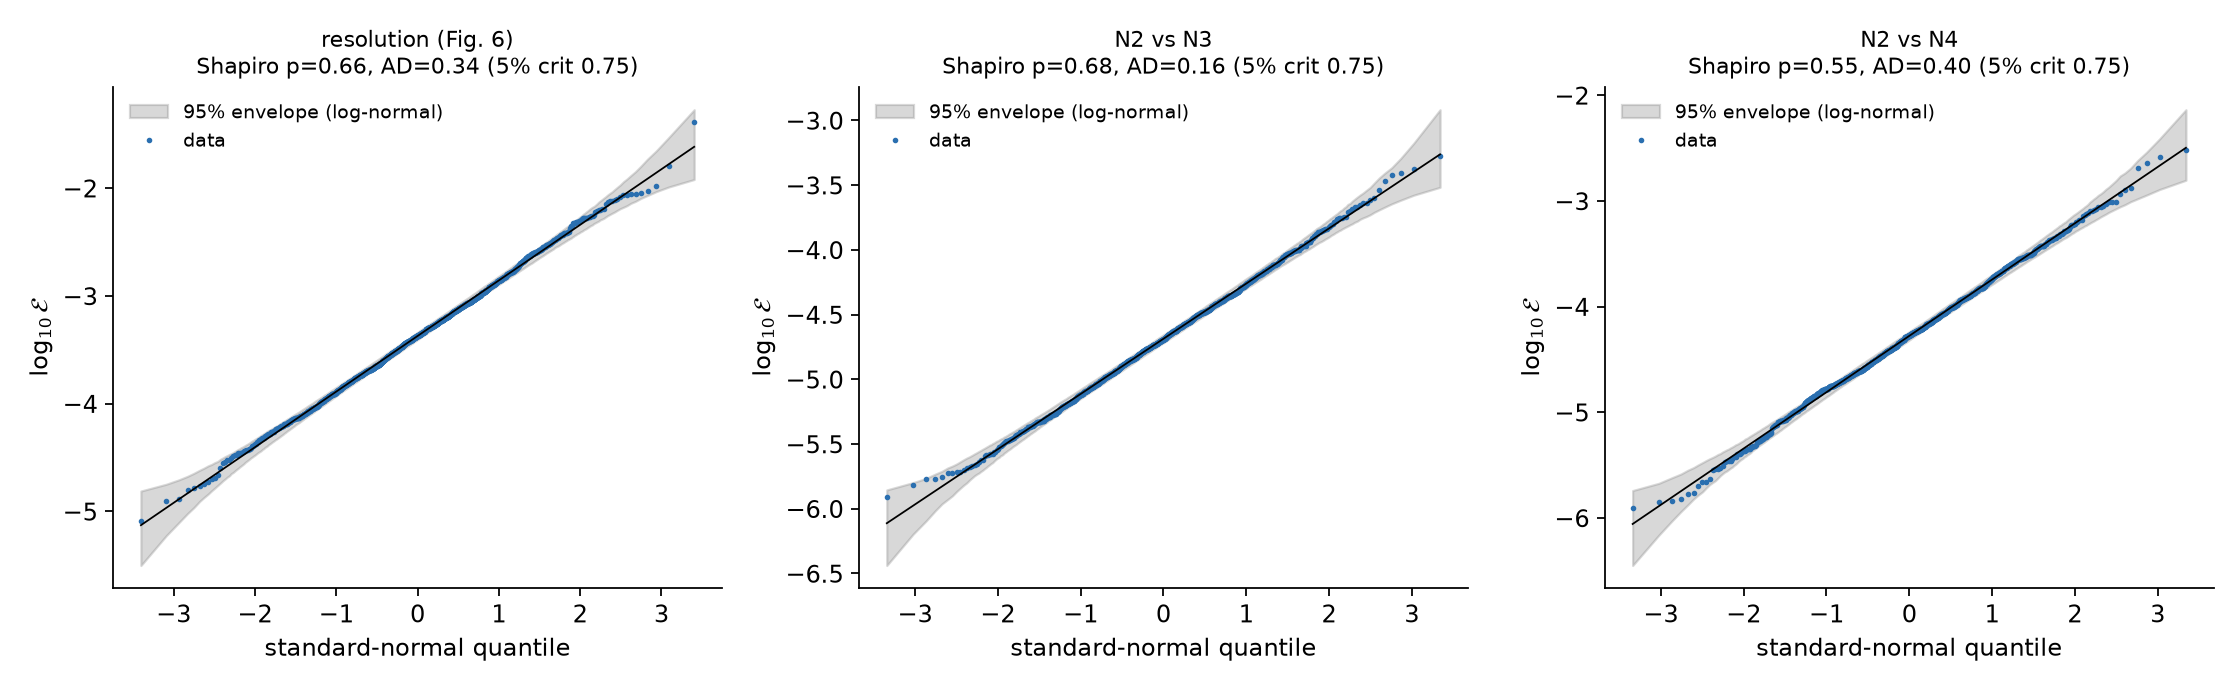 resolution (Fig. 6)
Shapiro p=0.66, AD=0.34 (5% crit 0.75)
95% envelope (log-normal)
data
−2
−3
−4
−5
log₁₀ ℰ
−3 −2 −1 0 1 2 3
standard-normal quantile
N2 vs N3
Shapiro p=0.68, AD=0.16 (5% crit 0.75)
95% envelope (log-normal)
data
−3.0
−3.5
−4.0
−4.5
−5.0
−5.5
−6.0
−6.5
log₁₀ ℰ
−3 −2 −1 0 1 2 3
standard-normal quantile
N2 vs N4
Shapiro p=0.55, AD=0.40 (5% crit 0.75)
95% envelope (log-normal)
data
−2
−3
−4
−5
−6
log₁₀ ℰ
−3 −2 −1 0 1 2 3
standard-normal quantile